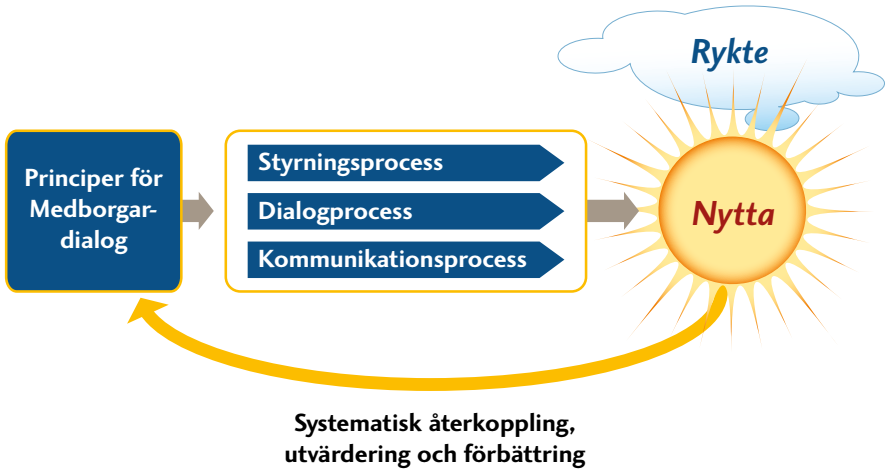 Rykte
Principer för
Medborgar-
dialog
Styrningsprocess
Dialogprocess
Kommunikationsprocess
Nytta
Systematisk återkoppling,
utvärdering och förbättring